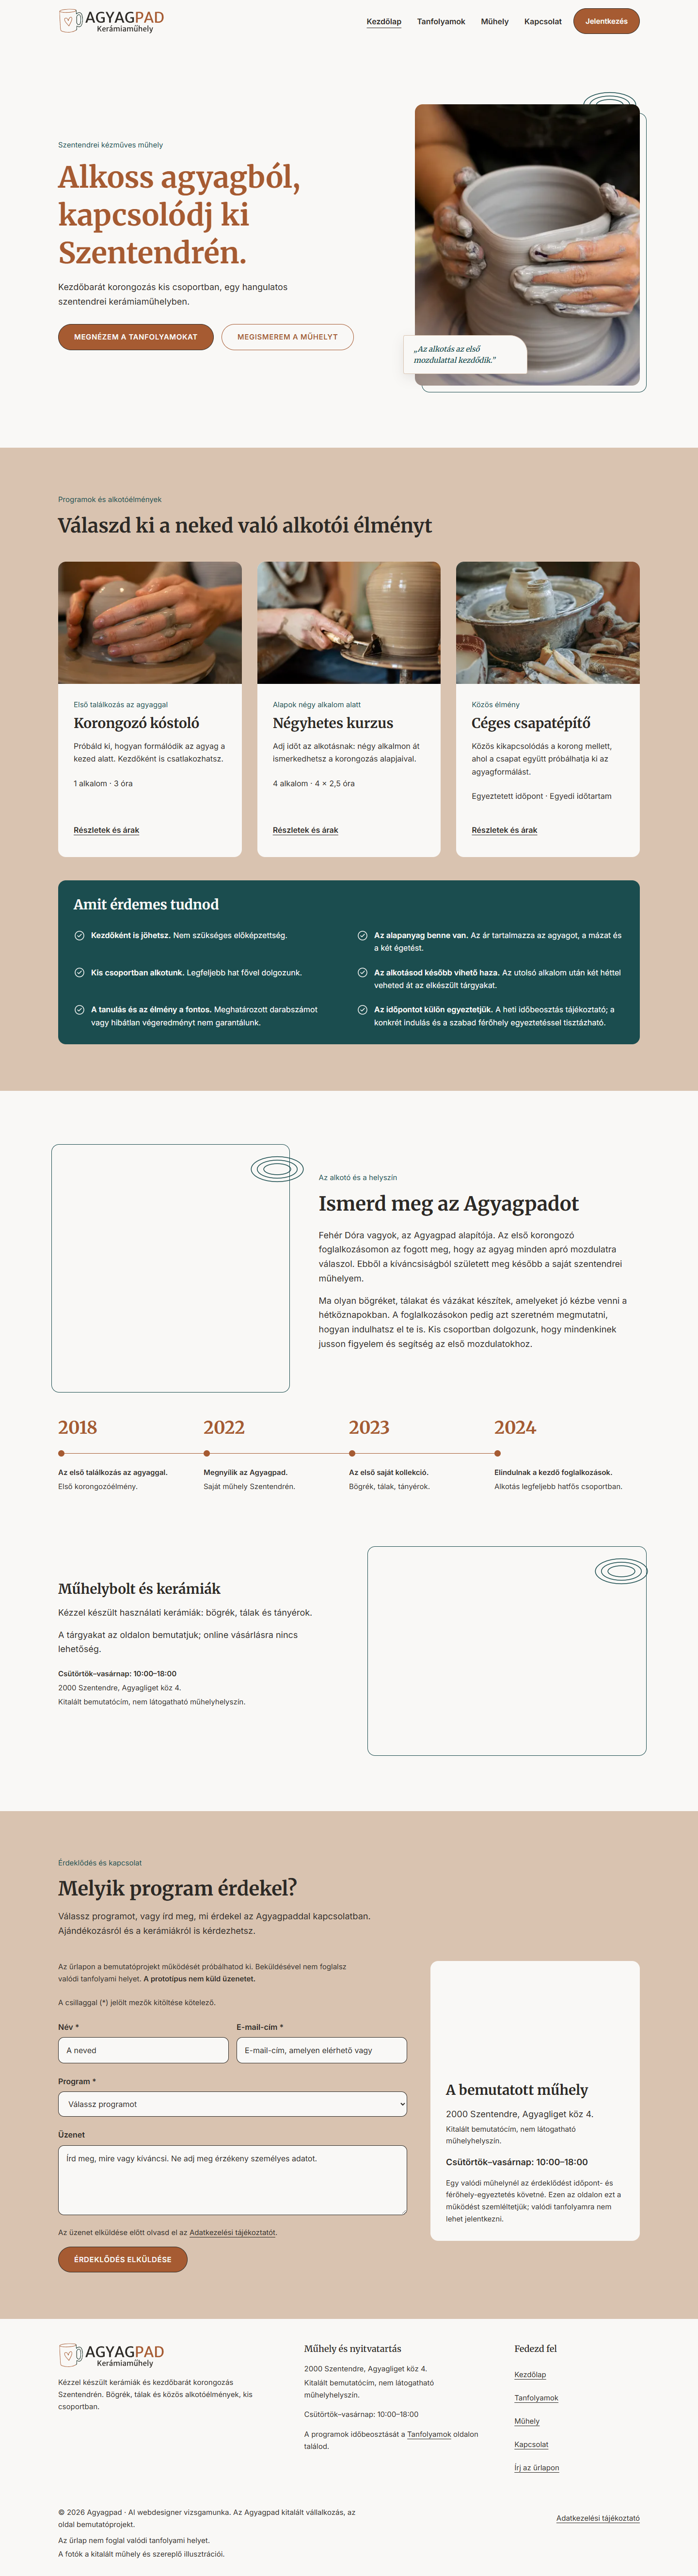 AGYAGPAD
Kerámiaműhely
Kezdőlap
Tanfolyamok
Műhely
Kapcsolat
Jelentkezés
Szentendrei kézműves műhely
Alkoss agyagból,
kapcsolódj ki
Szentendrén.
Kezdőbarát korongozás kis csoportban, egy hangulatos
szentendrei kerámiaműhelyben.
MEGNÉZEM A TANFOLYAMOKAT
MEGISMEREM A MŰHELYT
„Az alkotás az első
mozdulattal kezdődik.”
Programok és alkotóélmények
Válaszd ki a neked való alkotói élményt
Első találkozás az agyaggal
Korongozó kóstoló
Próbáld ki, hogyan formálódik az agyag a
kezed alatt. Kezdőként is csatlakozhatsz.
1 alkalom · 3 óra
Részletek és árak
Alapok négy alkalom alatt
Négyhetes kurzus
Adj időt az alkotásnak: négy alkalmon át
ismerkedhetsz a korongozás alapjaival.
4 alkalom · 4 × 2,5 óra
Részletek és árak
Közös élmény
Céges csapatépítő
Közös kikapcsolódás a korong mellett,
ahol a csapat együtt próbálhatja ki az
agyagformálást.
Egyeztetett időpont · Egyedi időtartam
Részletek és árak
Amit érdemes tudnod
Kezdőként is jöhetsz. Nem szükséges előképzettség.
Az alapanyag benne van. Az ár tartalmazza az agyagot, a mázat és
a két égetést.
Kis csoportban alkotunk. Legfeljebb hat fővel dolgozunk.
Az alkotásod később vihető haza. Az utolsó alkalom után két héttel
veheted át az elkészült tárgyakat.
A tanulás és az élmény a fontos. Meghatározott darabszámot
vagy hibátlan végeredményt nem garantálunk.
Az időpontot külön egyeztetjük. A heti időbeosztás tájékoztató; a
konkrét indulás és a szabad férőhely egyeztetéssel tisztázható.
Az alkotó és a helyszín
Ismerd meg az Agyagpadot
Fehér Dóra vagyok, az Agyagpad alapítója. Az első korongozó
foglalkozásomon az fogott meg, hogy az agyag minden apró mozdulatra
válaszol. Ebből a kíváncsiságból született meg később a saját szentendrei
műhelyem.
Ma olyan bögréket, tálakat és vázákat készítek, amelyeket jó kézbe venni a
hétköznapokban. A foglalkozásokon pedig azt szeretném megmutatni,
hogyan indulhatsz el te is. Kis csoportban dolgozunk, hogy mindenkinek
jusson figyelem és segítség az első mozdulatokhoz.
2018
Az első találkozás az agyaggal.
Első korongozóélmény.
2022
Megnyílik az Agyagpad.
Saját műhely Szentendrén.
2023
Az első saját kollekció.
Bögrék, tálak, tányérok.
2024
Elindulnak a kezdő foglalkozások.
Alkotás legfeljebb hatfős csoportban.
Műhelybolt és kerámiák
Kézzel készült használati kerámiák: bögrék, tálak és tányérok.
A tárgyakat az oldalon bemutatjuk; online vásárlásra nincs
lehetőség.
Csütörtök–vasárnap: 10:00–18:00
2000 Szentendre, Agyagliget köz 4.
Kitalált bemutatócím, nem látogatható műhelyhelyszín.
Érdeklődés és kapcsolat
Melyik program érdekel?
Válassz programot, vagy írd meg, mi érdekel az Agyagpaddal kapcsolatban.
Ajándékozásról és a kerámiákról is kérdezhetsz.
Az űrlapon a bemutatóprojekt működését próbálhatod ki. Beküldésével nem foglalsz
valódi tanfolyami helyet. A prototípus nem küld üzenetet.
A csillaggal (*) jelölt mezők kitöltése kötelező.
Név *
E-mail-cím *
A neved
E-mail-cím, amelyen elérhető vagy
Program *
Válassz programot
Üzenet
Írd meg, mire vagy kíváncsi. Ne adj meg érzékeny személyes adatot.
Az üzenet elküldése előtt olvasd el az Adatkezelési tájékoztatót.
ÉRDEKLŐDÉS ELKÜLDÉSE
A bemutatott műhely
2000 Szentendre, Agyagliget köz 4.
Kitalált bemutatócím, nem látogatható
műhelyhelyszín.
Csütörtök–vasárnap: 10:00–18:00
Egy valódi műhelynél az érdeklődést időpont- és
férőhely-egyeztetés követné. Ezen az oldalon ezt a
működést szemléltetjük; valódi tanfolyamra nem
lehet jelentkezni.
AGYAGPAD
Kerámiaműhely
Kézzel készült kerámiák és kezdőbarát korongozás
Szentendrén. Bögrék, tálak és közös alkotóélmények, kis
csoportban.
Műhely és nyitvatartás
2000 Szentendre, Agyagliget köz 4.
Kitalált bemutatócím, nem látogatható
műhelyhelyszín.
Csütörtök–vasárnap: 10:00–18:00
A programok időbeosztását a Tanfolyamok oldalon
találod.
Fedezd fel
Kezdőlap
Tanfolyamok
Műhely
Kapcsolat
Írj az űrlapon
© 2026 Agyagpad · AI webdesigner vizsgamunka. Az Agyagpad kitalált vállalkozás, az
oldal bemutatóprojekt.
Az űrlap nem foglal valódi tanfolyami helyet.
A fotók a kitalált műhely és szereplő illusztrációi.
Adatkezelési tájékoztató